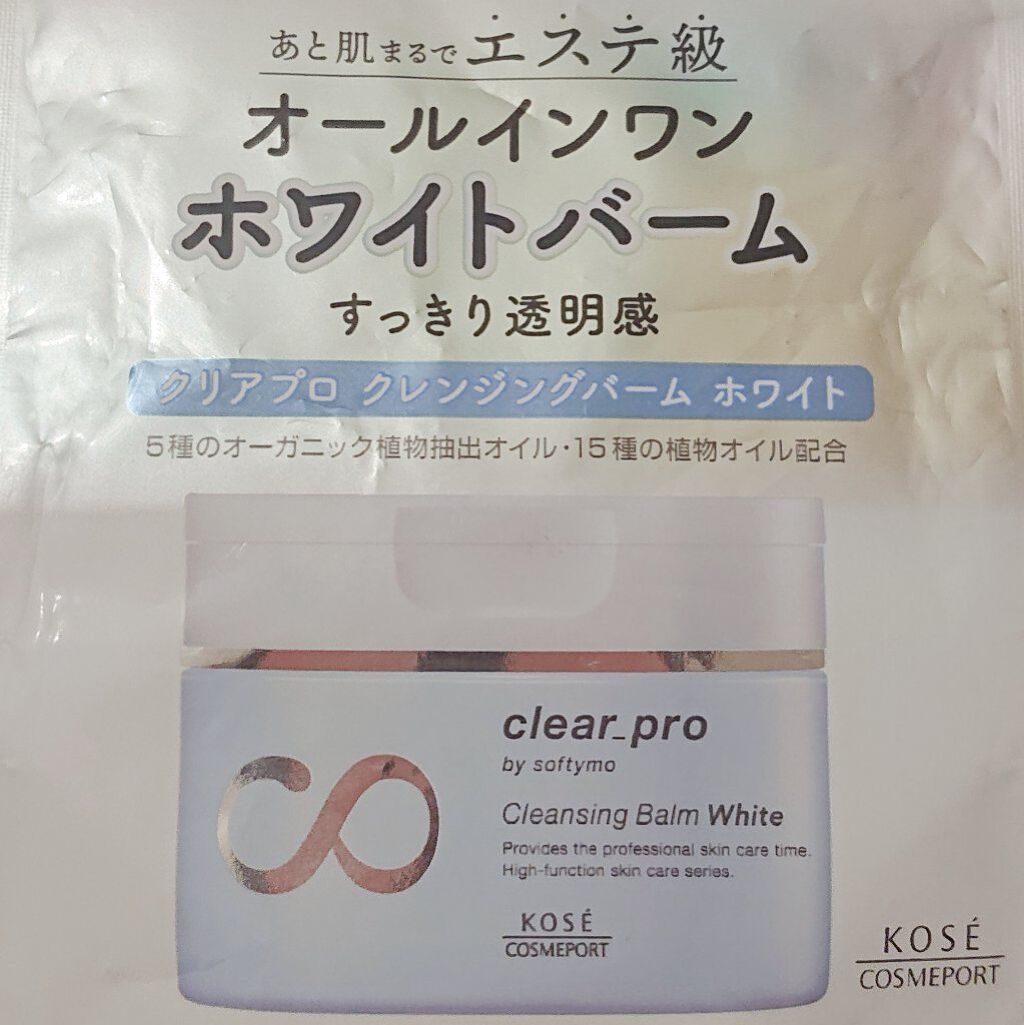 あと肌まるでエステ級
オールインワン
ホワイトバーム
すっきり透明感
クリアプロ クレンジングバーム ホワイト
5種のオーガニック植物抽出オイル・15種の植物オイル配合
clear_pro
by softymo
Cleansing Balm White
Provides the professional skin care time.
High-function skin care series.
KOSÉ
COSMEPORT
KOSÉ
COSMEPORT